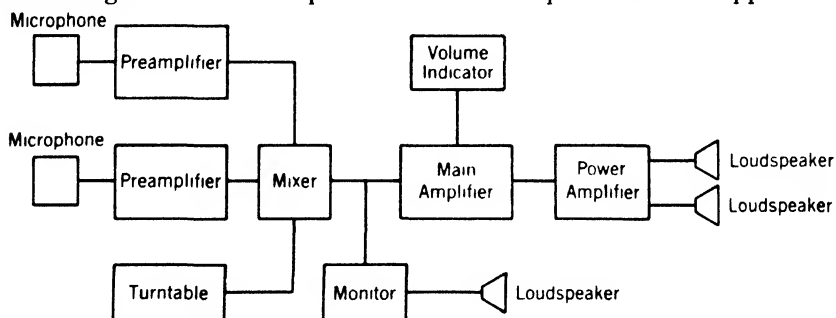 Microphone
Preamplifier
Volume
Indicator
Microphone
Preamplifier
Mixer
Main
Amplifier
Power
Amplifier
Loudspeaker
Loudspeaker
Turntable
Monitor
Loudspeaker